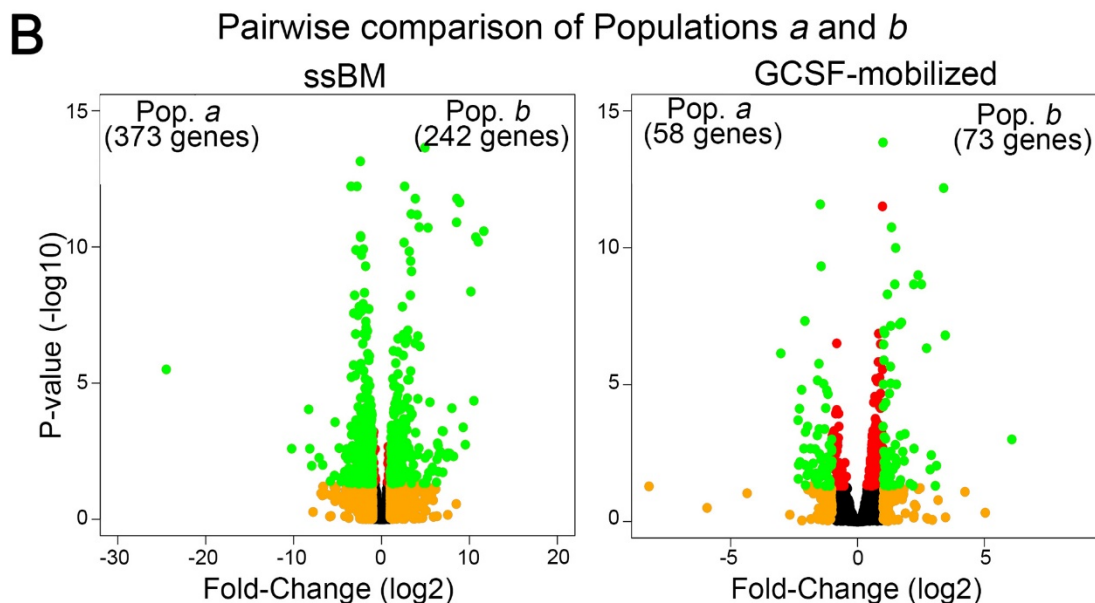 B
Pairwise comparison of Populations a and b
ssBM
GCSF-mobilized
P-value (-log10)
15
10
5
0
Pop. a
(373 genes)
Pop. b
(242 genes)
-30
-20
-10
0
10
20
Fold-Change (log2)
15
10
5
0
Pop. a
(58 genes)
Pop. b
(73 genes)
-5
0
5
Fold-Change (log2)